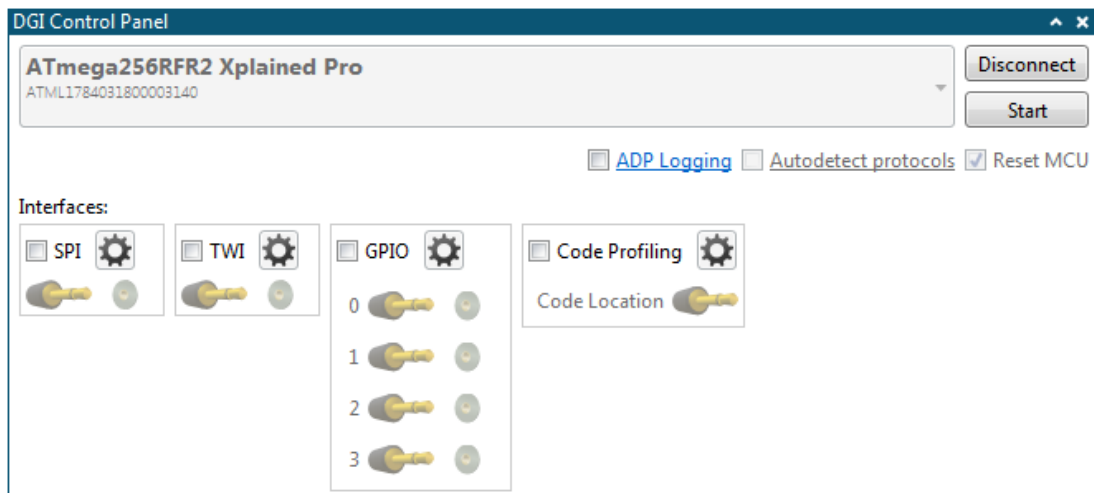 DGI Control Panel
ATmega256RFR2 Xplained Pro
ATML1784031800003140
Disconnect
Start
ADP Logging Autodetect protocols Reset MCU
Interfaces:
SPI TWI GPIO Code Profiling
0 Code Location
1
2
3